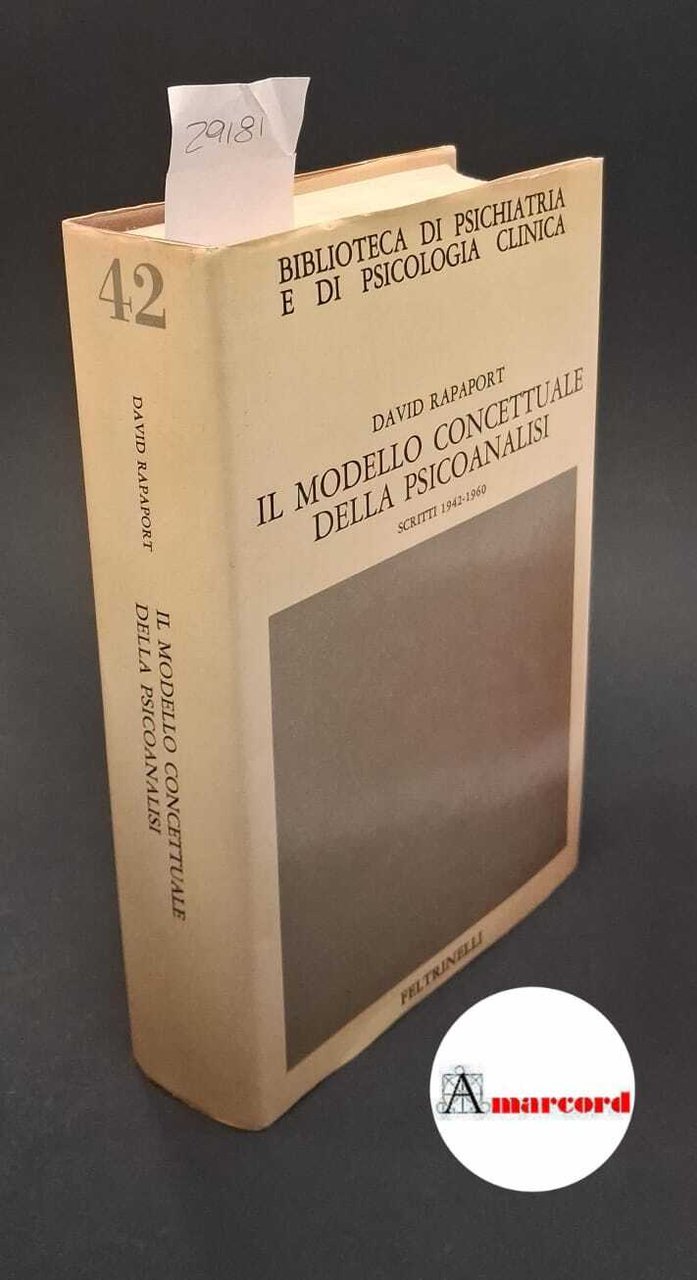 29181
42
DAVID RAPAPORT
IL MODELLO CONCETTUALE
DELLA PSICOANALISI
BIBLIOTECA DI PSICHIATRIA
E DI PSICOLOGIA CLINICA
DAVID RAPAPORT
IL MODELLO CONCETTUALE
DELLA PSICOANALISI
SCRITTI 1942-1960
FELTRINELLI
Amarcord